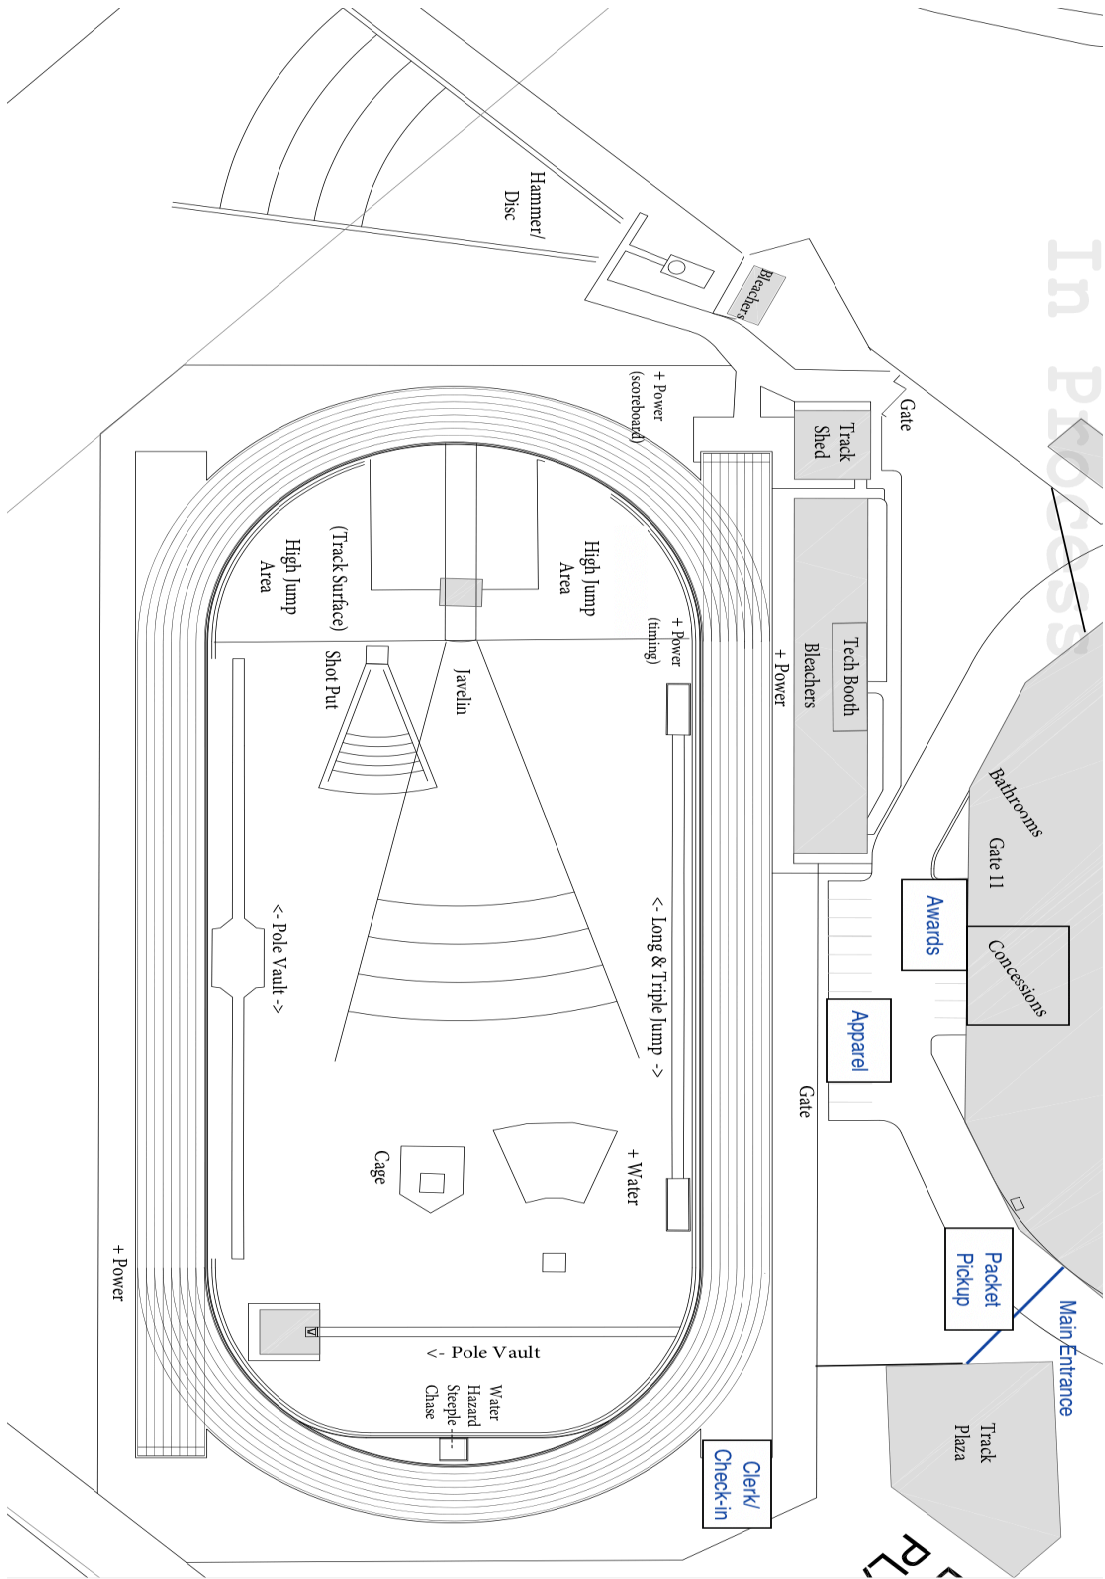 In Process
Hammer/
Disc
Bleachers
+ Power
(scoreboard)
Gate
Track
Shed
High Jump
Area
(Track Surface)
High Jump
Area
+ Power
(timing)
+ Power
Tech Booth
Bleachers
Javelin
Shot Put
Bathrooms
Gate 11
Concessions
Awards
Apparel
<- Long & Triple Jump ->
<- Pole Vault ->
Gate
+ Water
Cage
Packet
Pickup
Main Entrance
+ Power
<- Pole Vault
Water
Hazard
Steeple ----
Chase
Track
Plaza
Clerk/
Check-in